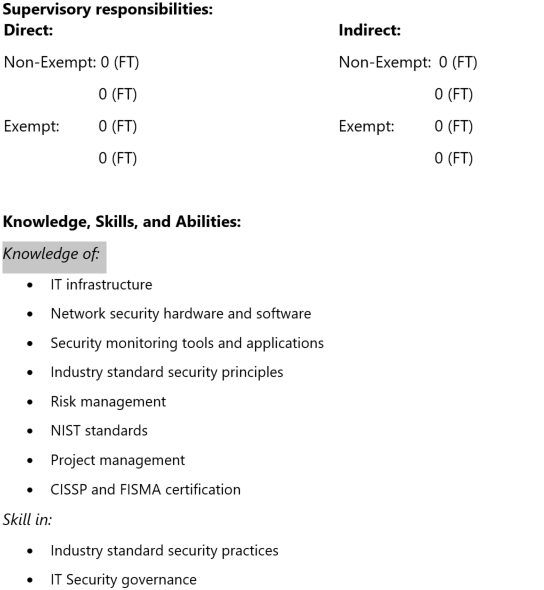 Supervisory responsibilities:
Direct: Indirect:
Non-Exempt: 0 (FT) Non-Exempt: 0 (FT)
0 (FT) 0 (FT)
Exempt: 0 (FT) Exempt: 0 (FT)
0 (FT) 0 (FT)
Knowledge, Skills, and Abilities:
Knowledge of:
• IT infrastructure
• Network security hardware and software
• Security monitoring tools and applications
• Industry standard security principles
• Risk management
• NIST standards
• Project management
• CISSP and FISMA certification
Skill in:
• Industry standard security practices
• IT Security governance